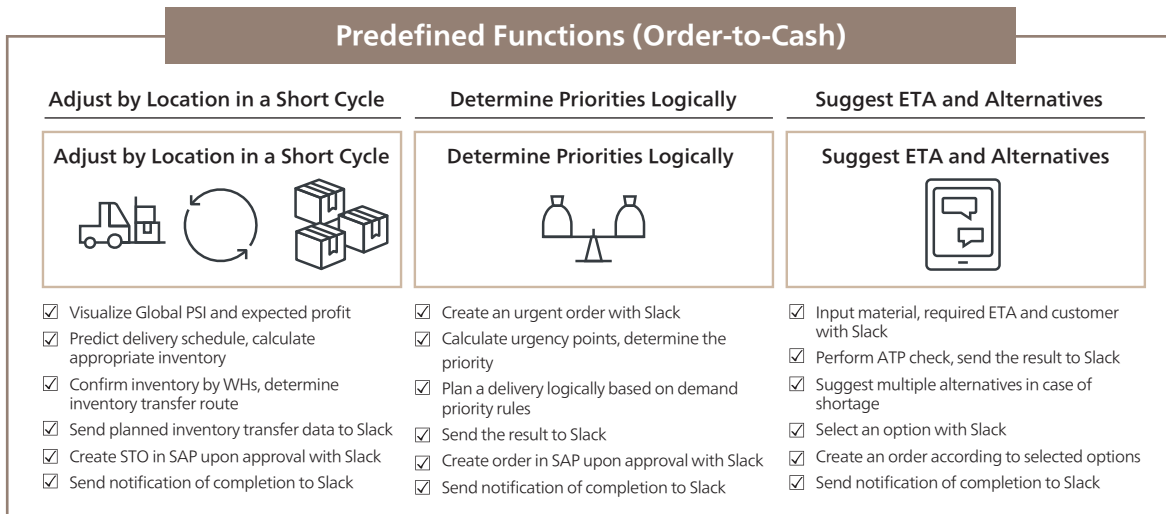 Predefined Functions (Order-to-Cash)
Adjust by Location in a Short Cycle
Adjust by Location in a Short Cycle
Visualize Global PSI and expected profit
Predict delivery schedule, calculate
appropriate inventory
Confirm inventory by WHs, determine
inventory transfer route
Send planned inventory transfer data to Slack
Create STO in SAP upon approval with Slack
Send notification of completion to Slack
Determine Priorities Logically
Determine Priorities Logically
Create an urgent order with Slack
Calculate urgency points, determine the
priority
Plan a delivery logically based on demand
priority rules
Send the result to Slack
Create order in SAP upon approval with Slack
Send notification of completion to Slack
Suggest ETA and Alternatives
Suggest ETA and Alternatives
Input material, required ETA and customer
with Slack
Perform ATP check, send the result to Slack
Suggest multiple alternatives in case of
shortage
Select an option with Slack
Create an order according to selected options
Send notification of completion to Slack